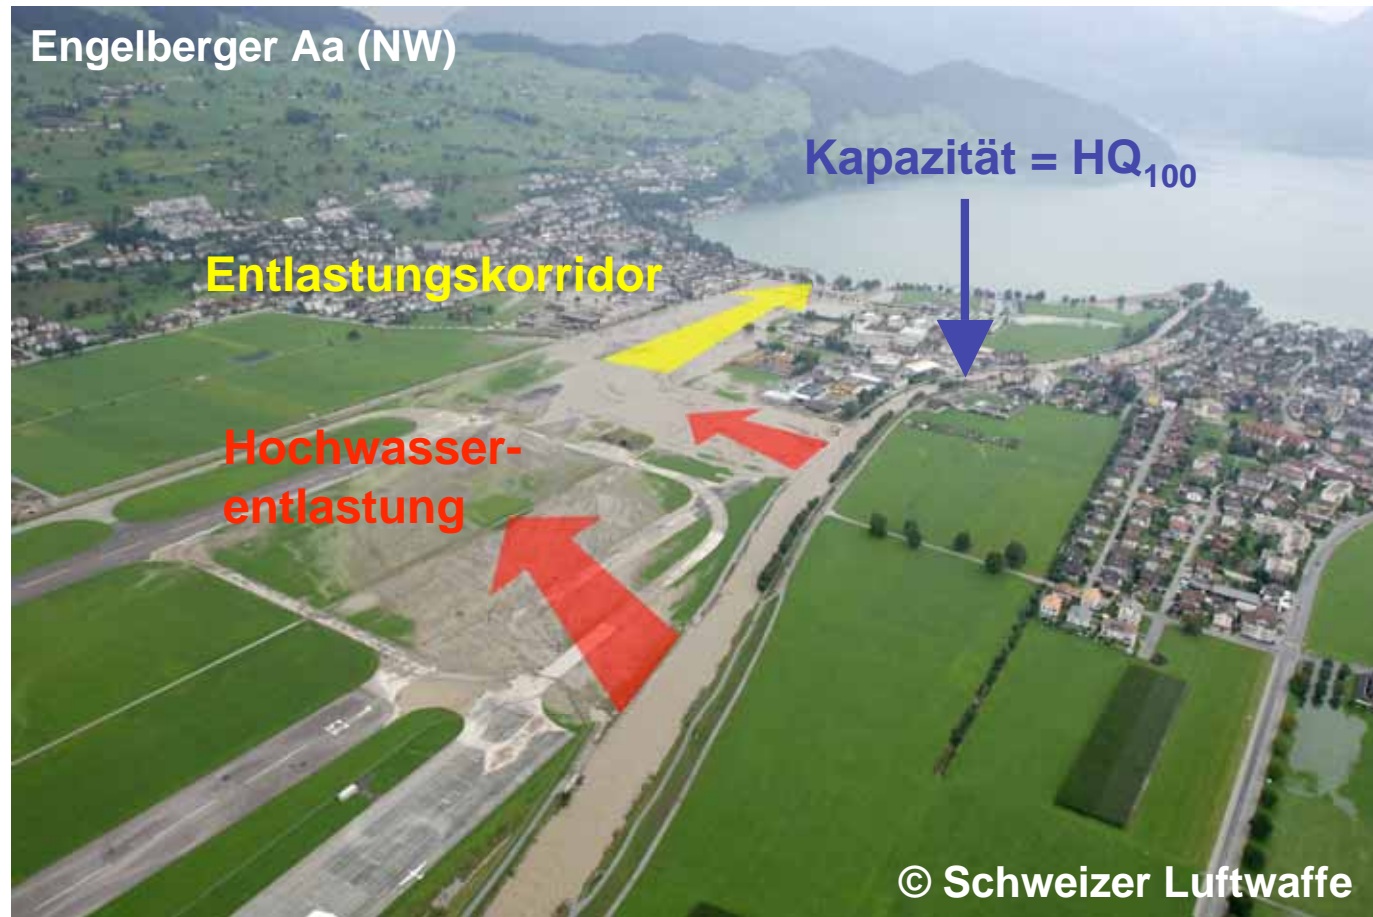 Engelberger Aa (NW)
Kapazität = HQ₁₀₀
Entlastungskorridor
Hochwasser-
entlastung
© Schweizer Luftwaffe